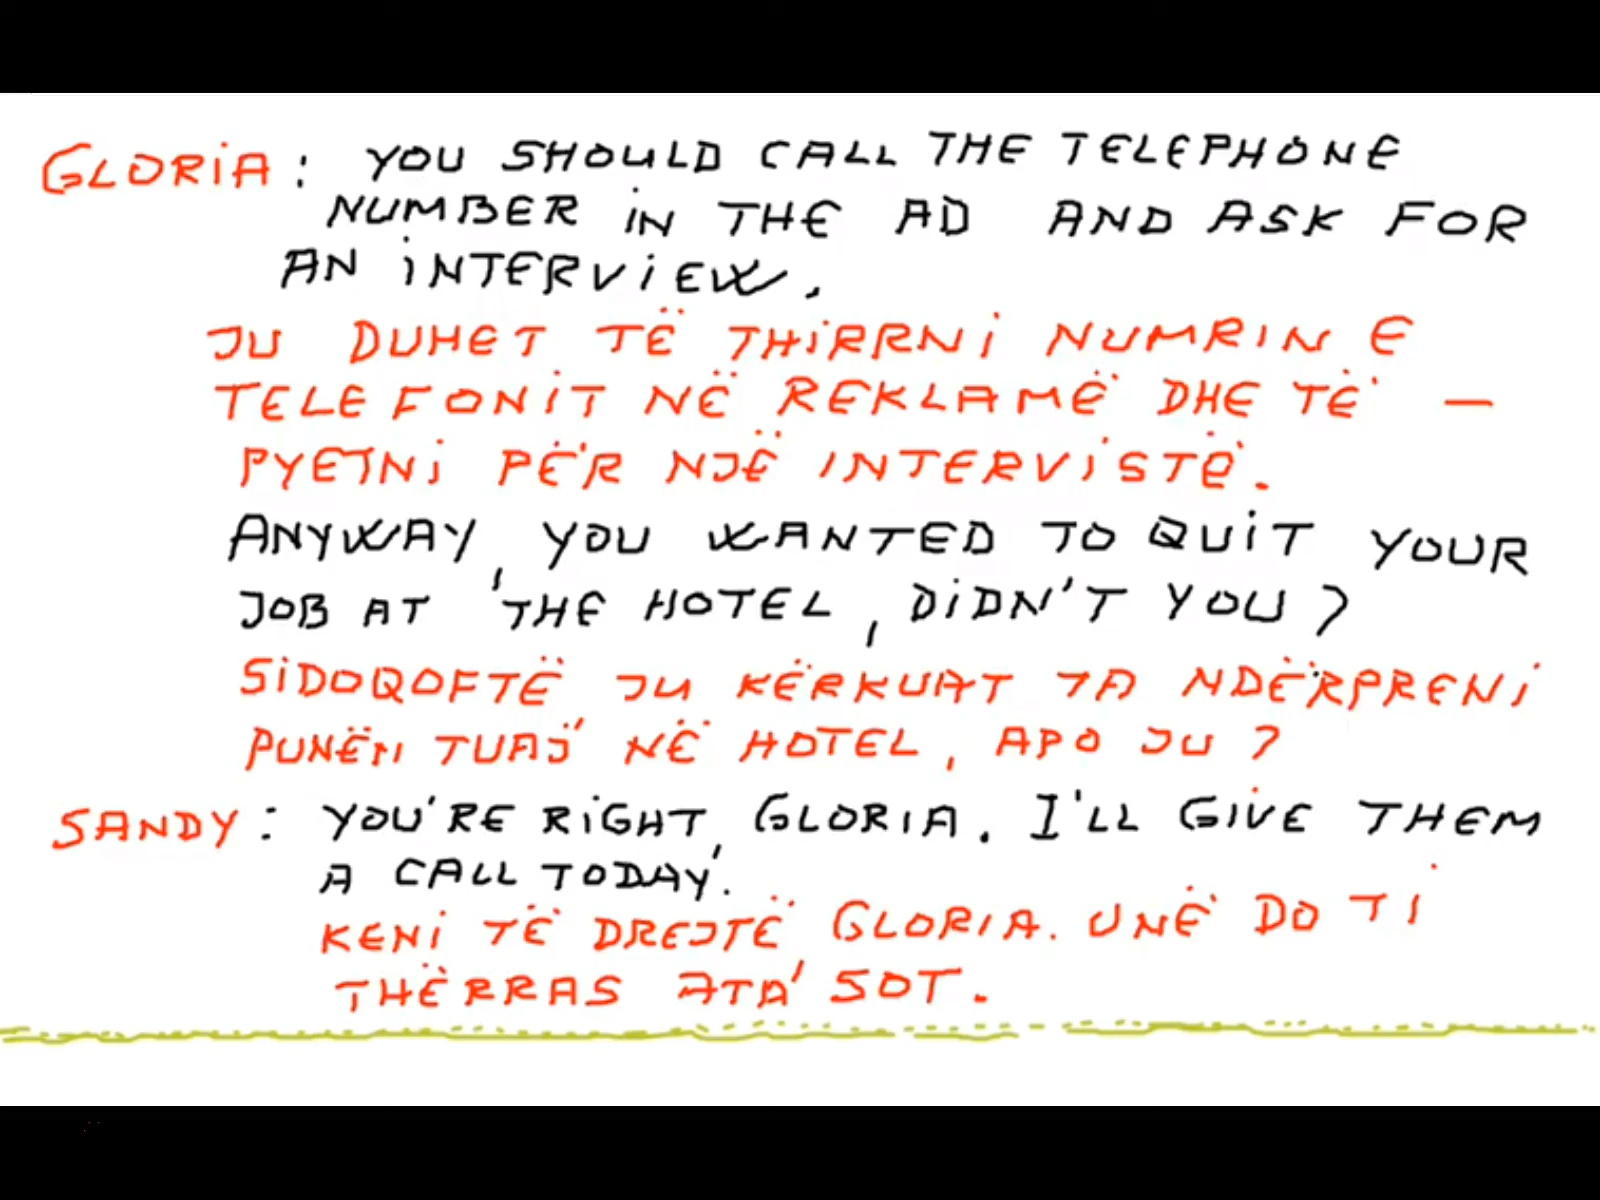 GLORIA: YOU SHOULD CALL THE TELEPHONE
NUMBER IN THE AD AND ASK FOR
AN INTERVIEW.
JU DUHET TË THIRRNI NUMRIN E
TELEFONIT NË REKLAMË DHE TË –
PYETNI PËR NJË INTERVISTË.
ANYWAY, YOU WANTED TO QUIT YOUR
JOB AT THE HOTEL, DIDN'T YOU?
SIDOQOFTË JU KËRKUAT TA NDËRPRENI
PUNËN TUAJ NË HOTEL, APO JU?
SANDY: YOU'RE RIGHT, GLORIA. I'LL GIVE THEM
A CALL TODAY.
KENI TË DREJTË GLORIA. UNË DO TI
THËRRAS ATA SOT.